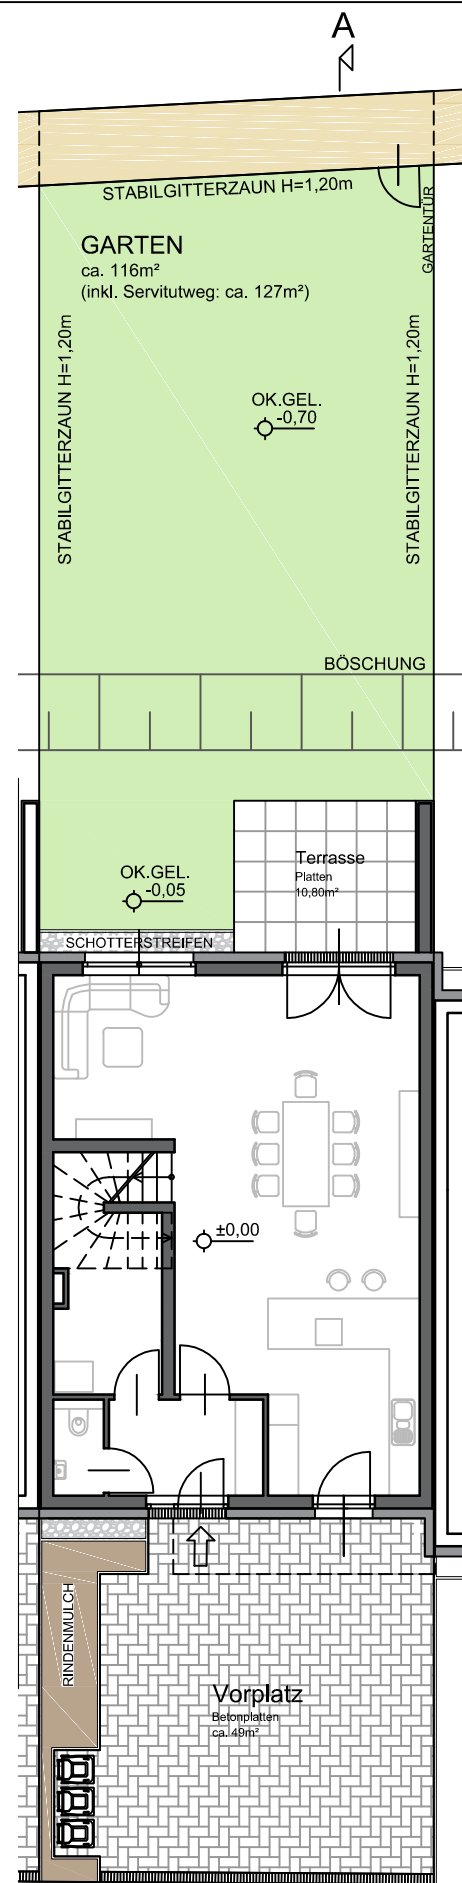 A
STABILGITTERZAUN H=1,20m
GARTENTÜR
GARTEN
ca. 116m²
(inkl. Servitutweg: ca. 127m²)
STABILGITTERZAUN H=1,20m
STABILGITTERZAUN H=1,20m
OK.GEL.
-0,70
BÖSCHUNG
Terrasse
Platten
10,80m²
OK.GEL.
-0,05
SCHOTTERSTREIFEN
±0,00
RINDENMULCH
Vorplatz
Betonplatten
ca. 49m²